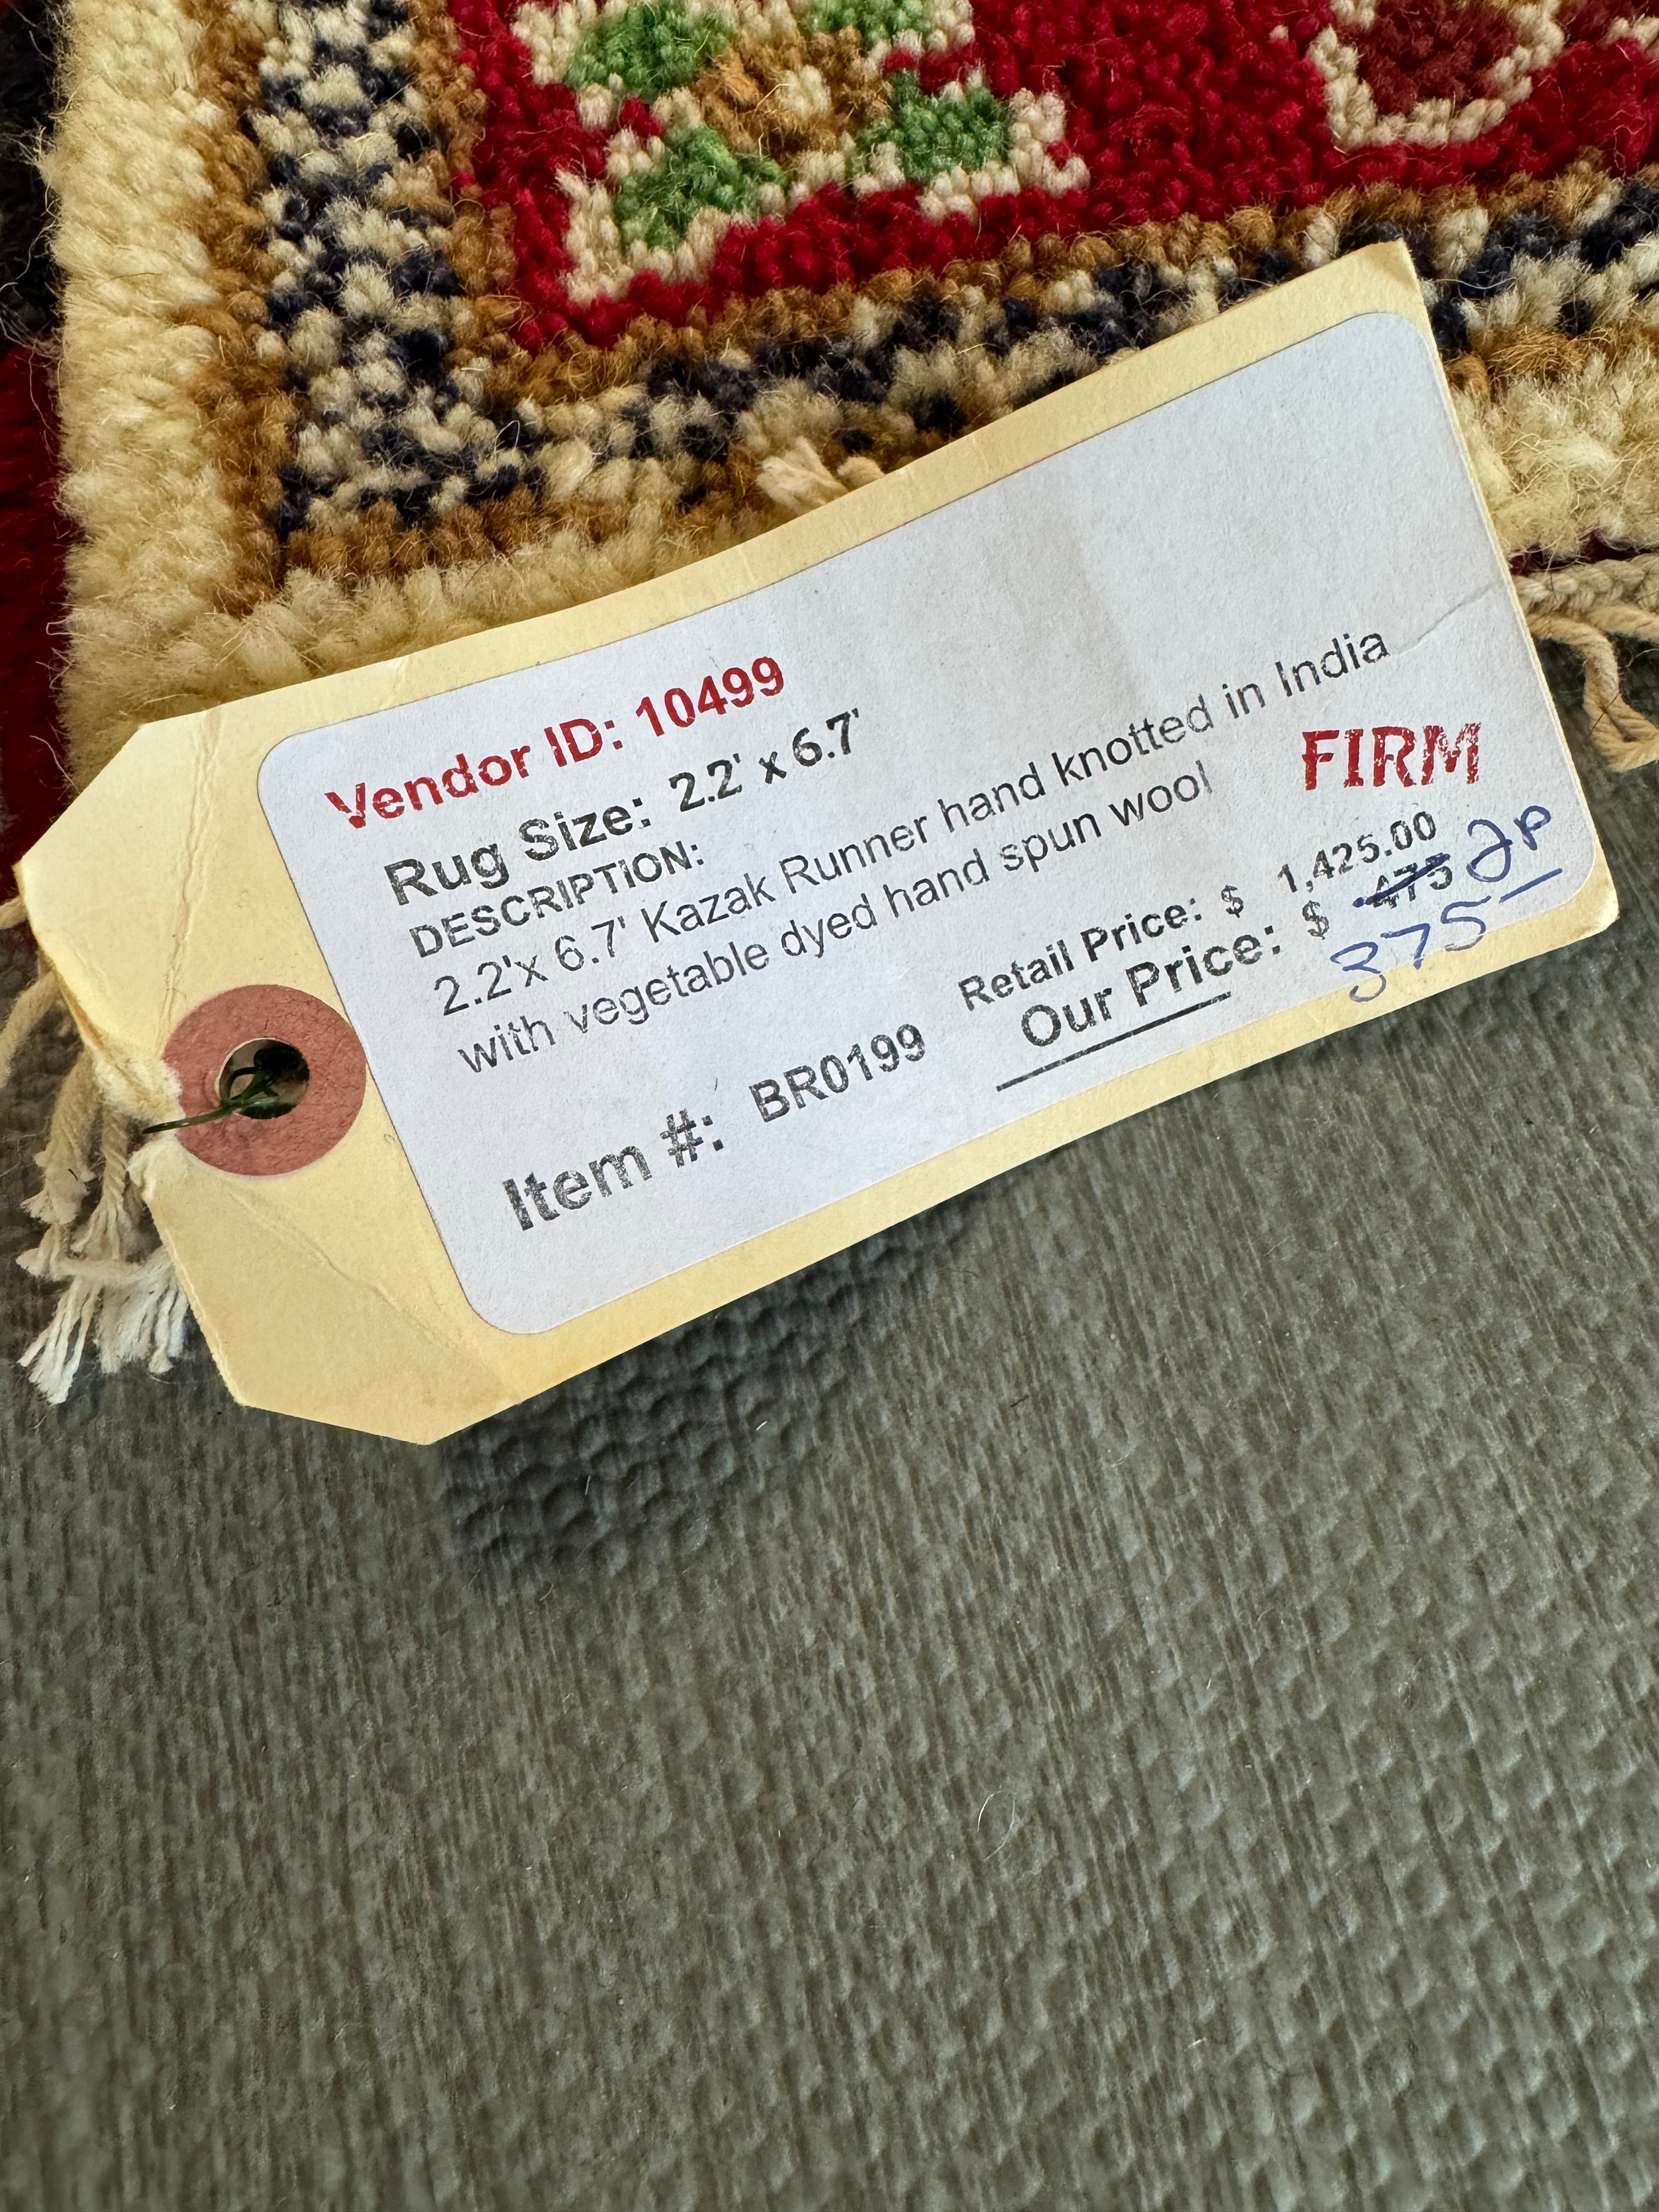 Vendor ID: 10499
Rug Size: 2.2' x 6.7'
DESCRIPTION:
2.2'x 6.7' Kazak Runner hand knotted in India
with vegetable dyed hand spun wool
FIRM
Retail Price: $ 1,425.00
Our Price: $ 475
375
Item #: BR0199